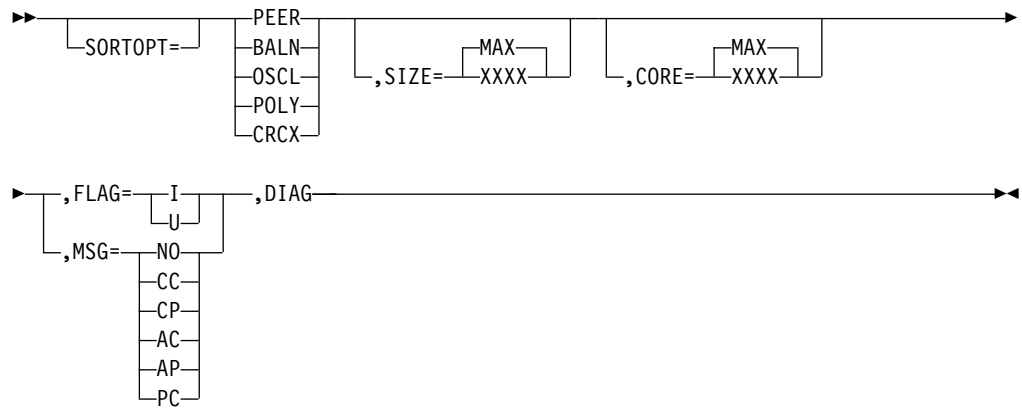 PEER
SORTOPT= BALN MAX MAX
OSCL ,SIZE= XXXX ,CORE= XXXX
POLY
CRCX
,FLAG= I ,DIAG
U
,MSG= NO
CC
CP
AC
AP
PC